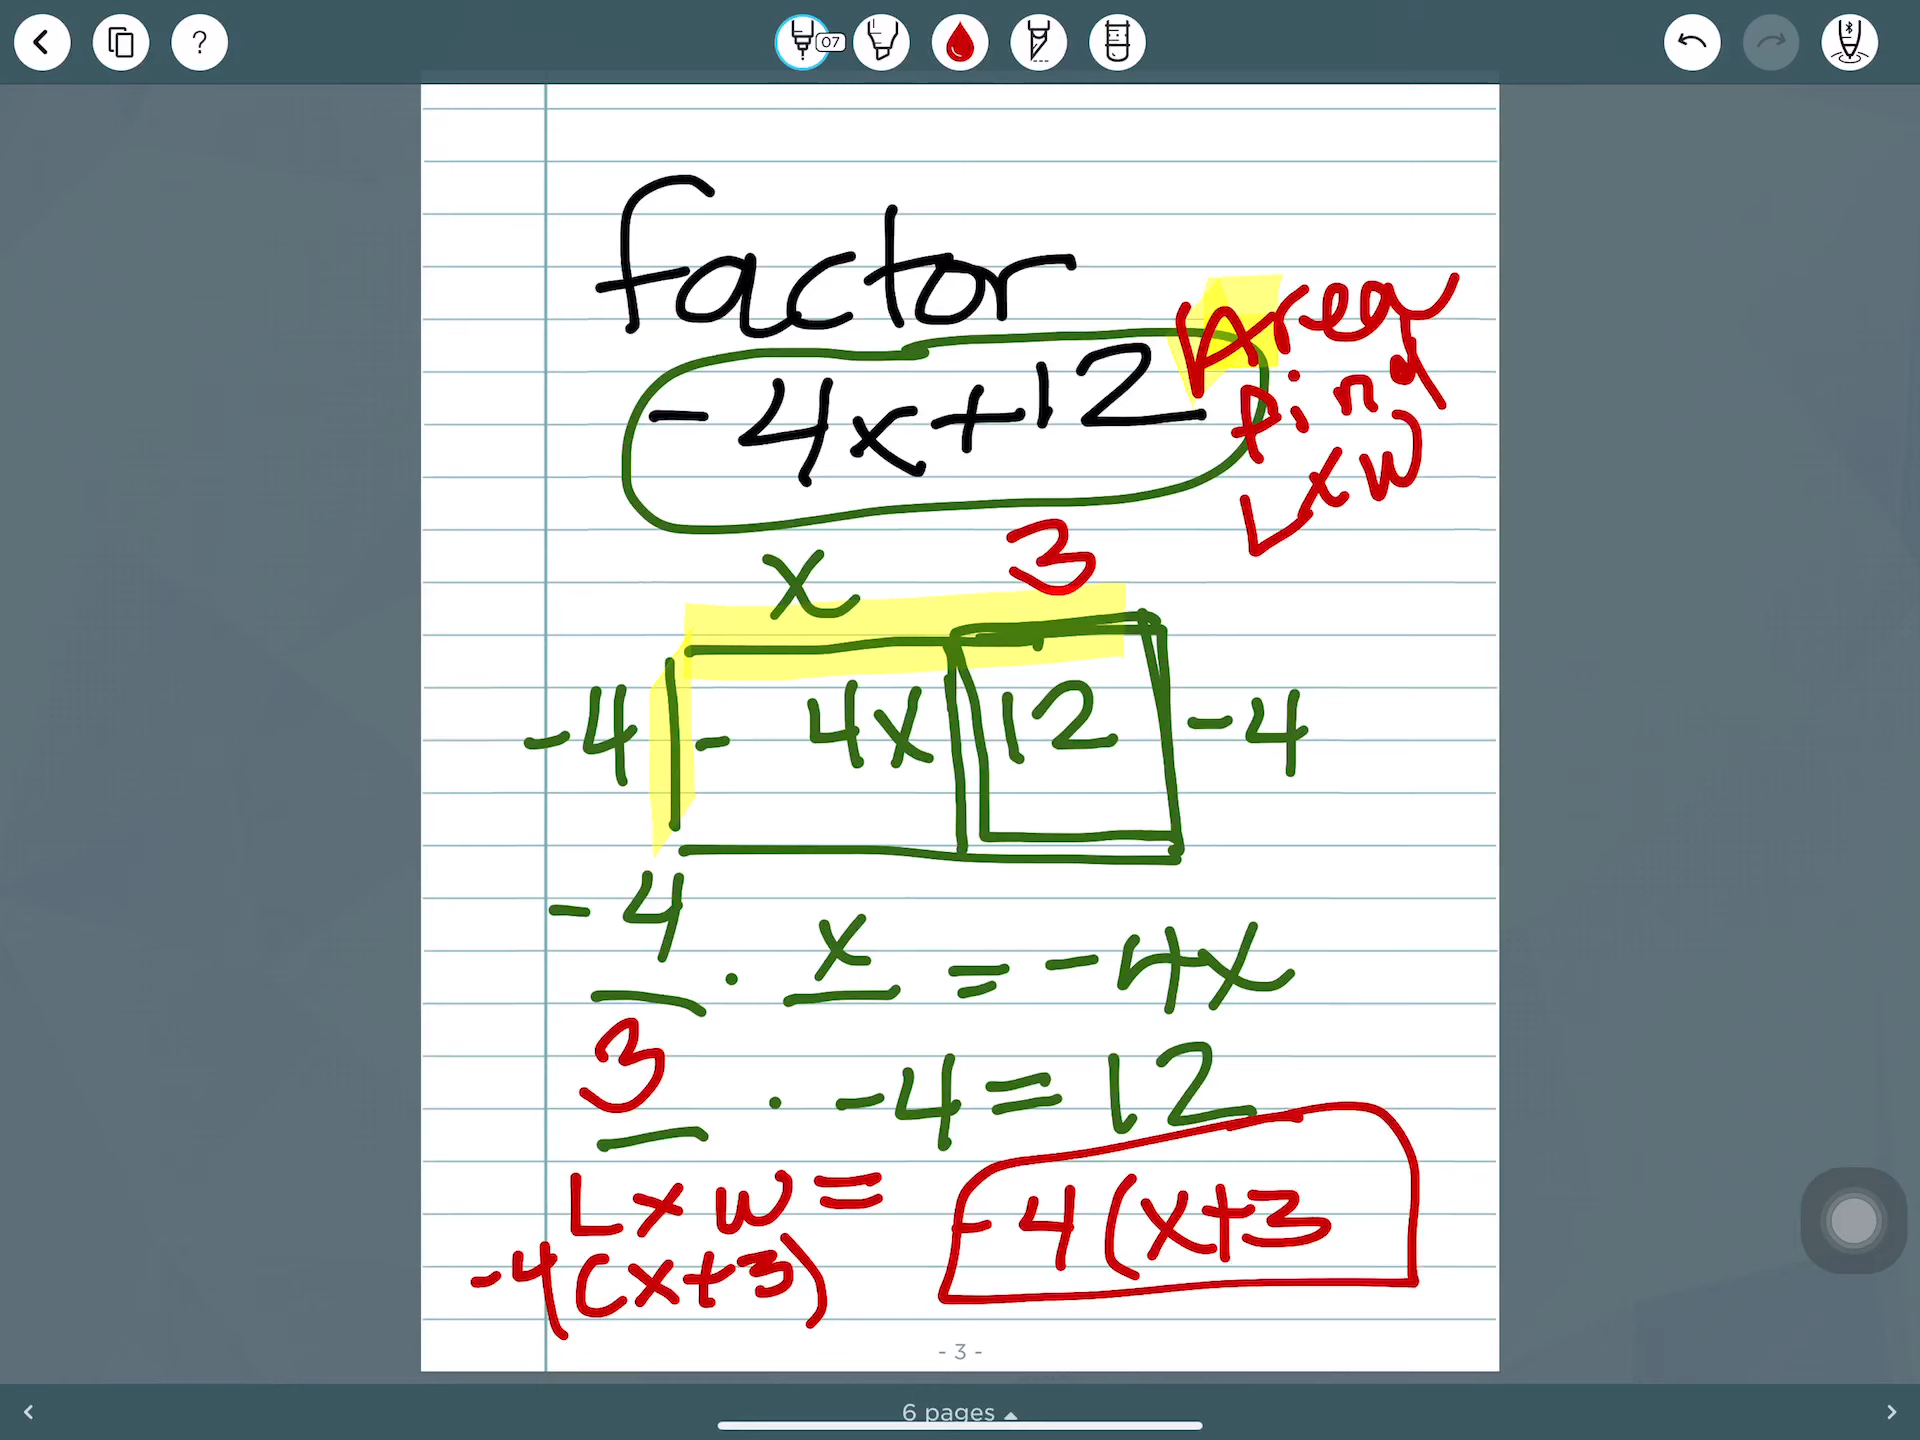 07
?
factor
Area
-4x+12
find
LxW
x 3
-4 - 4x 12 -4
-4 · x = -4x
3 · -4 = 12
L x W =
-4(x+3
-4(x+3)
- 3 -
6 pages